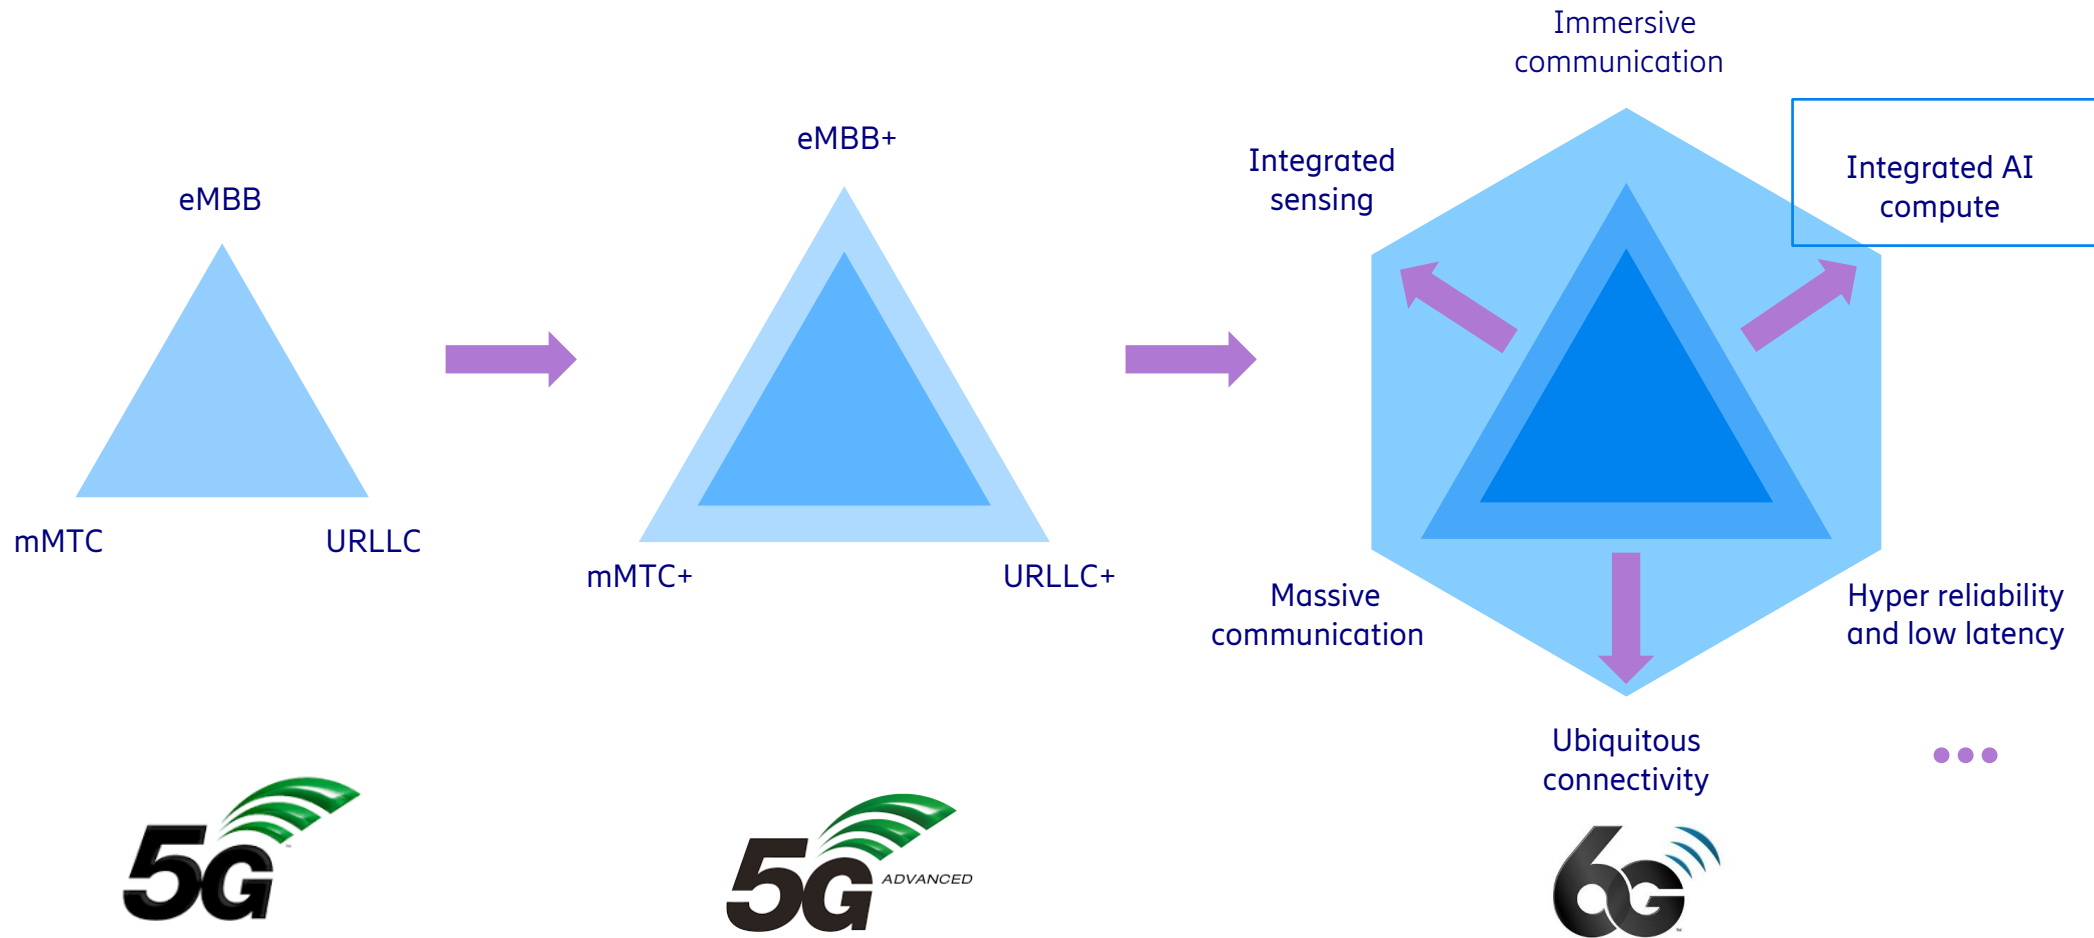 eMBB
mMTC
URLLC
eMBB+
mMTC+
URLLC+
Immersive
communication
Integrated
sensing
Integrated AI
compute
Massive
communication
Hyper reliability
and low latency
Ubiquitous
connectivity
5G
5G
ADVANCED
6G